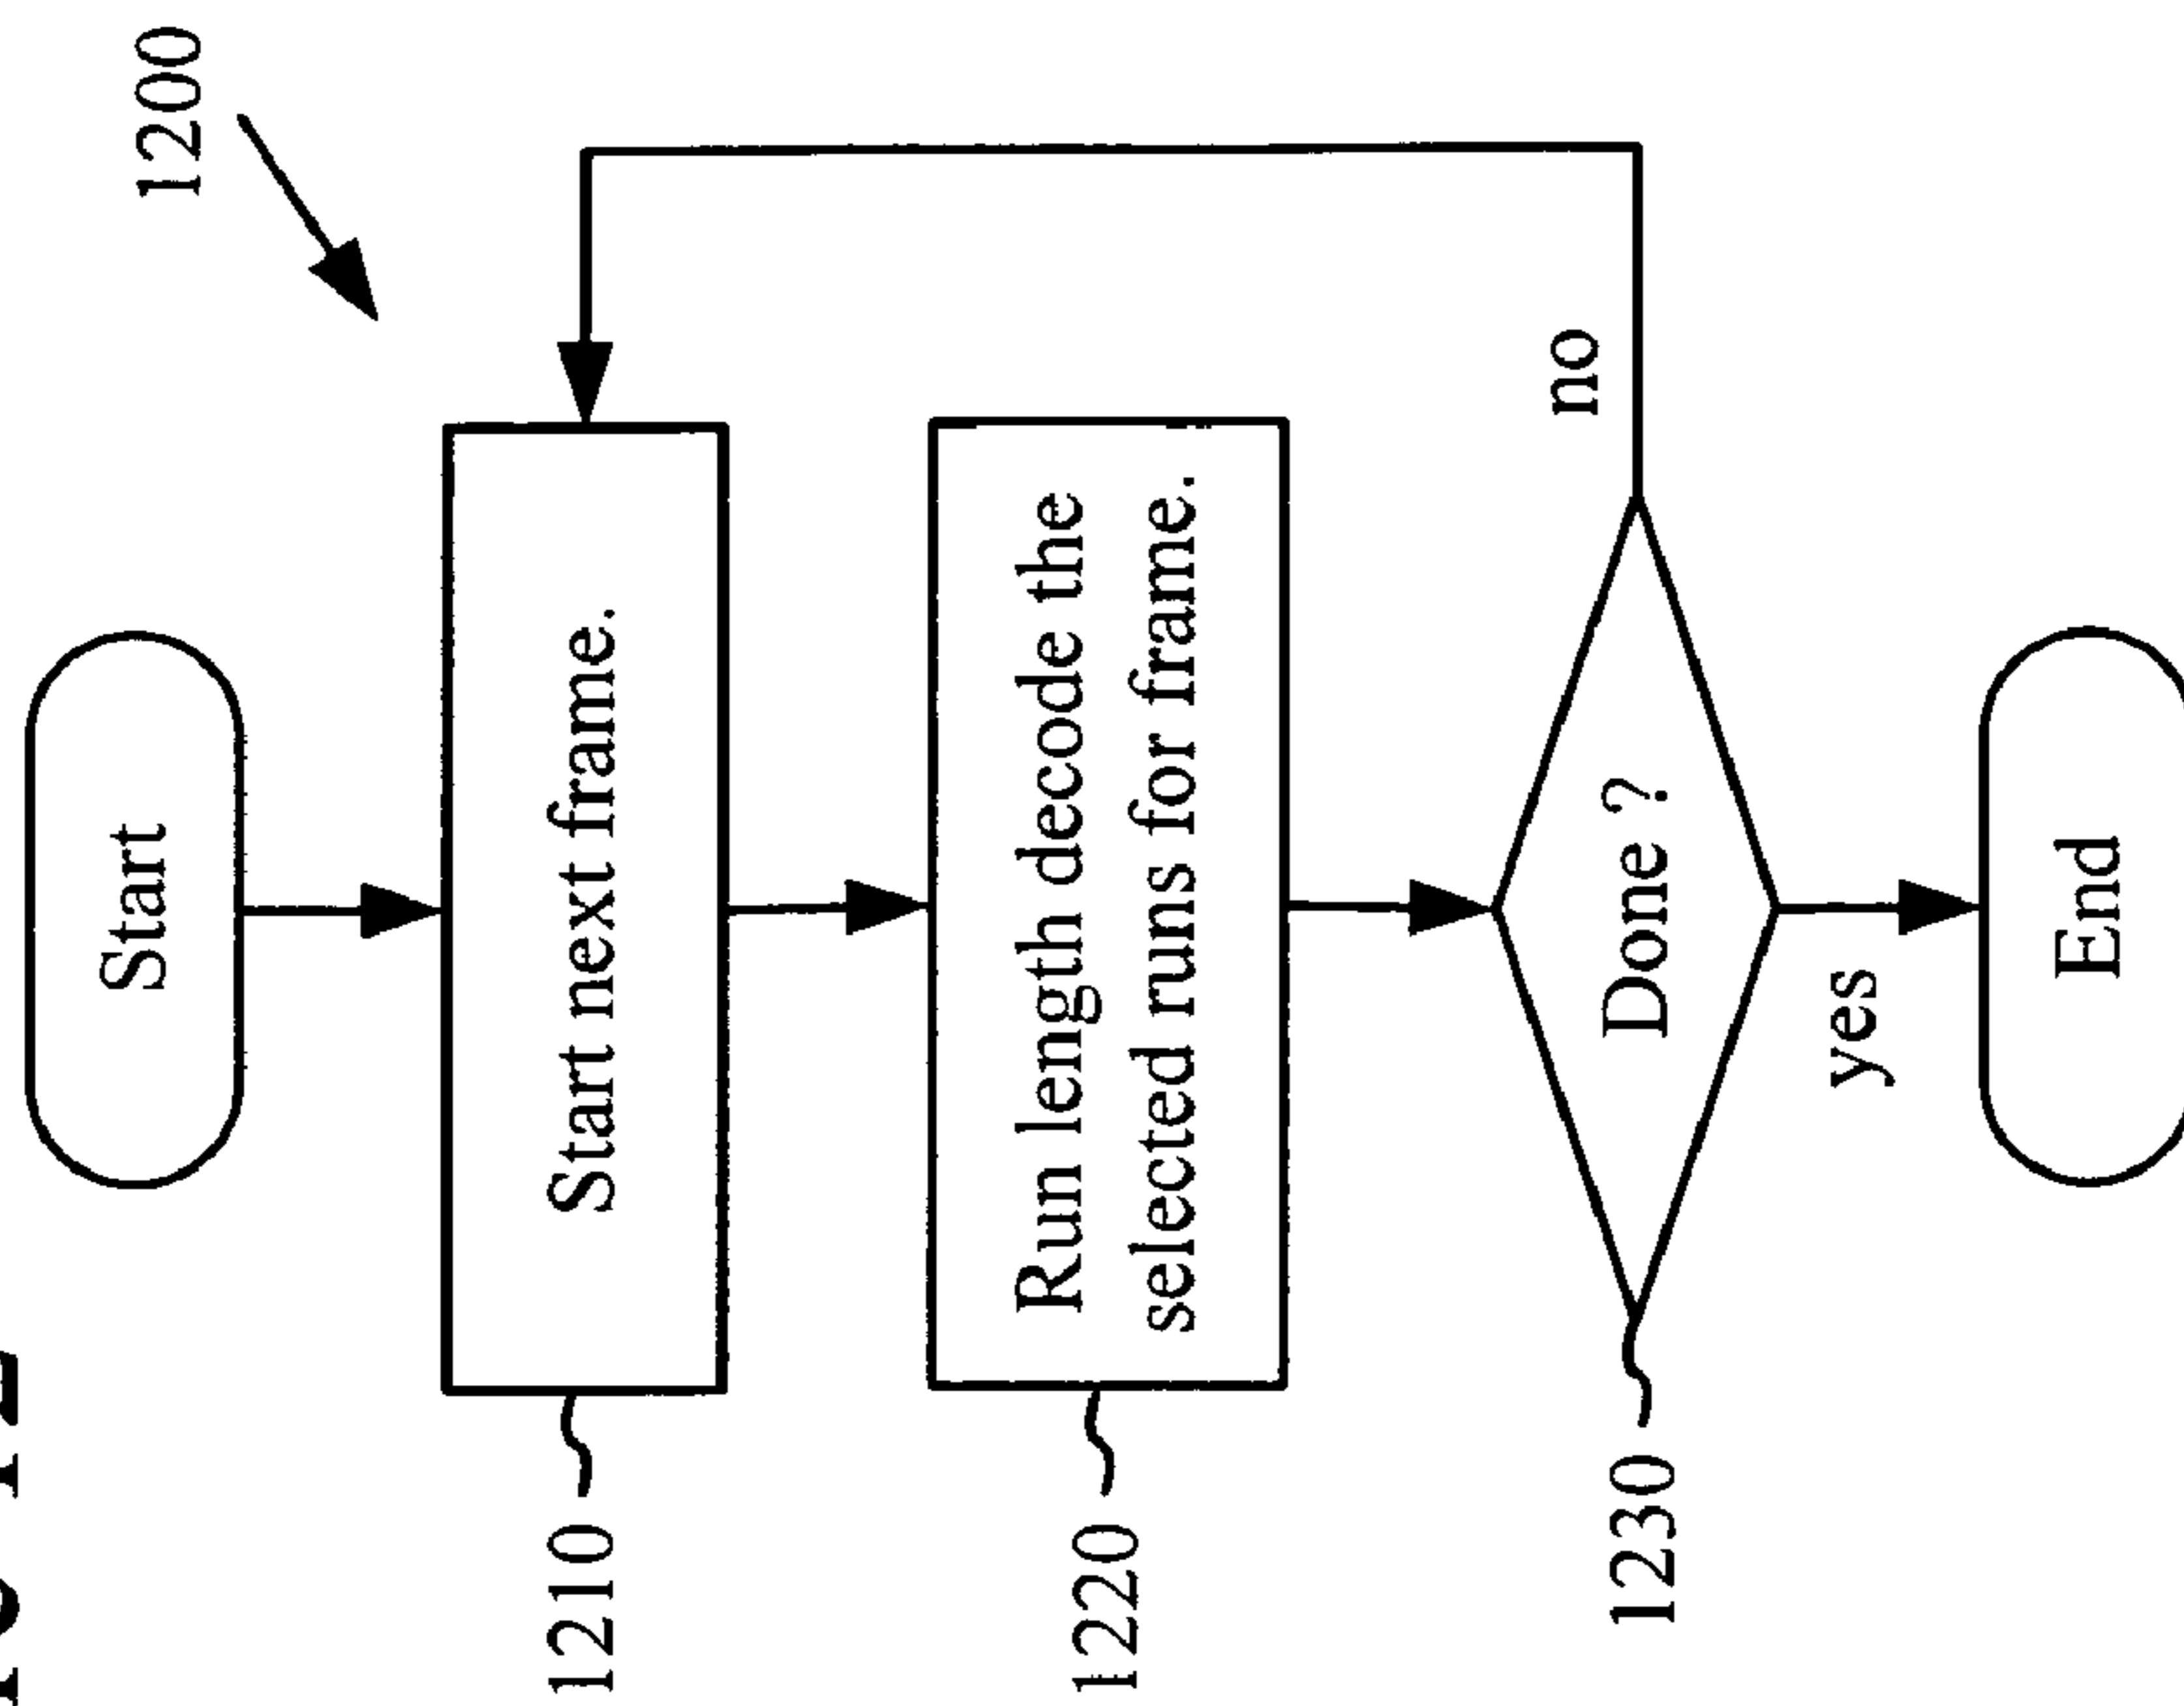 1200
Start
1210
Start next frame.
1220
Run length decode the
selected runs for frame.
1230
Done ?
no
yes
End